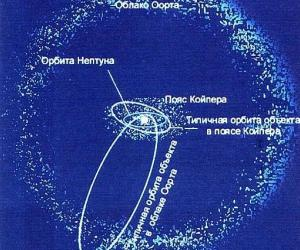 Облако Оорта
Орбита Нептуна
Пояс Койпера
Типичная орбита объекта
в поясе Койпера
Типичная орбита объекта
в облаке Оорта